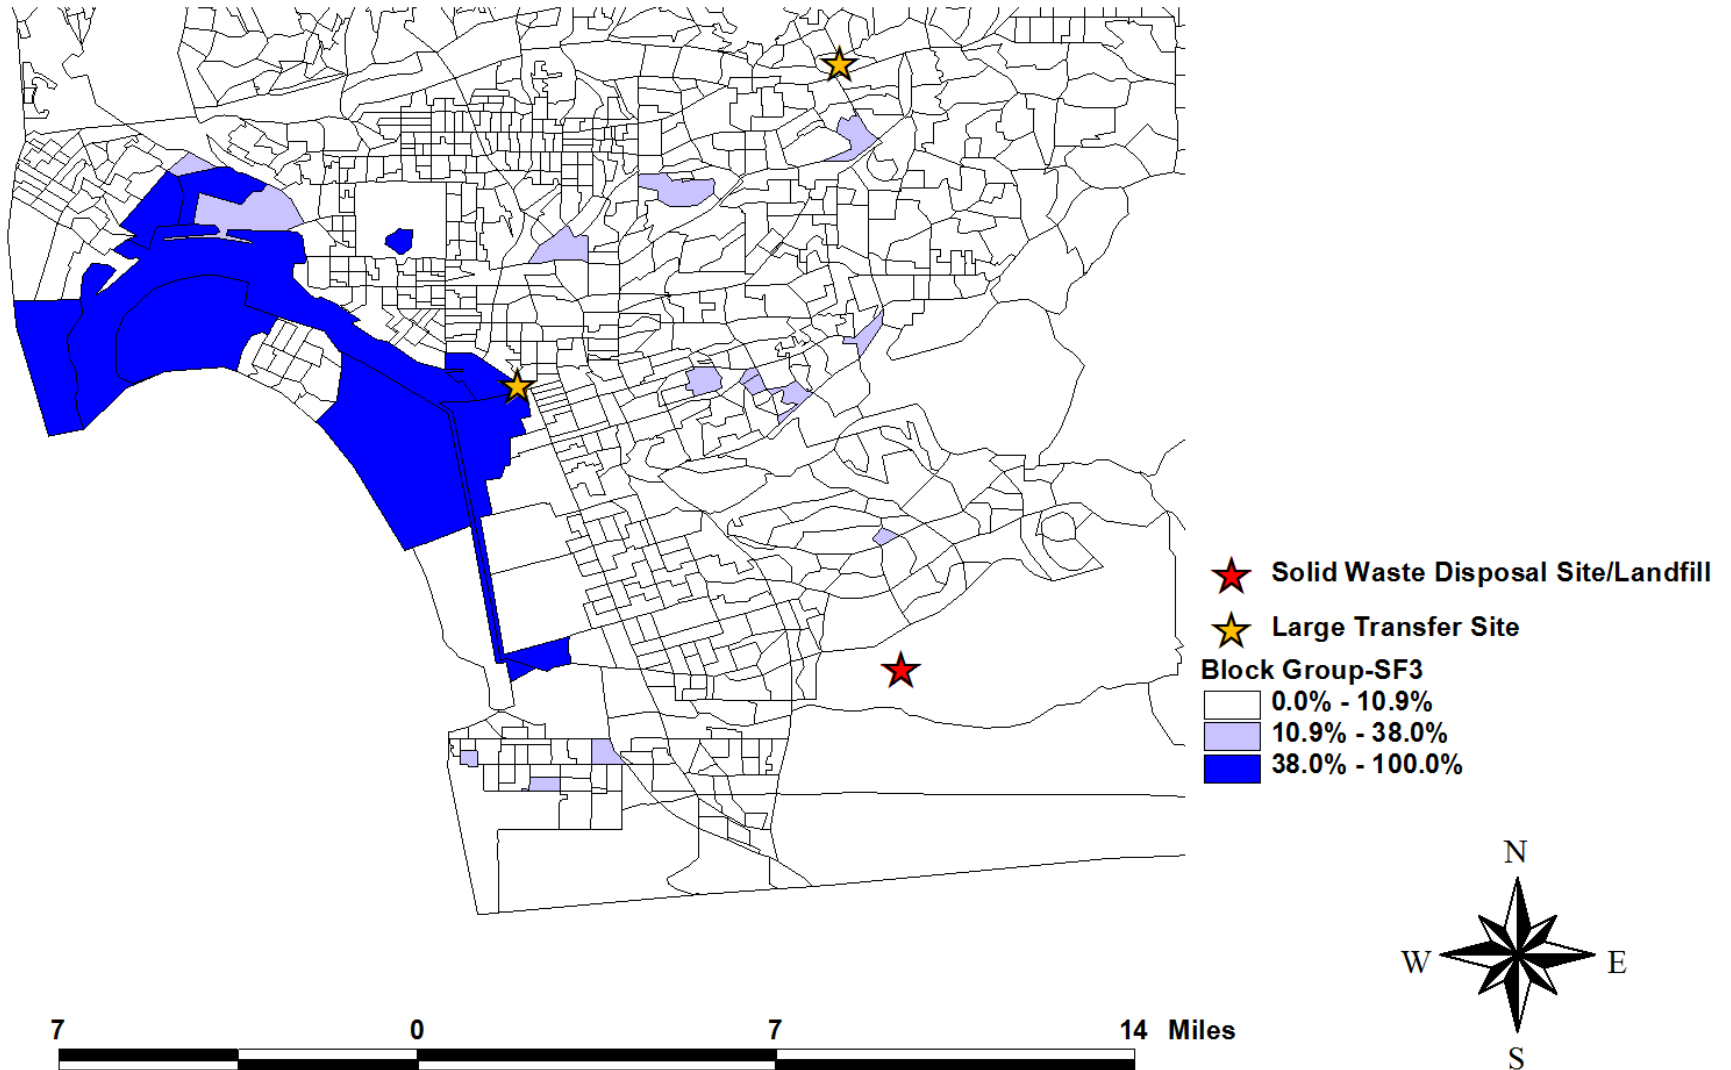 Solid Waste Disposal Site/Landfill
Large Transfer Site
Block Group-SF3
0.0% - 10.9%
10.9% - 38.0%
38.0% - 100.0%
N
W E
S
7 0 7 14 Miles